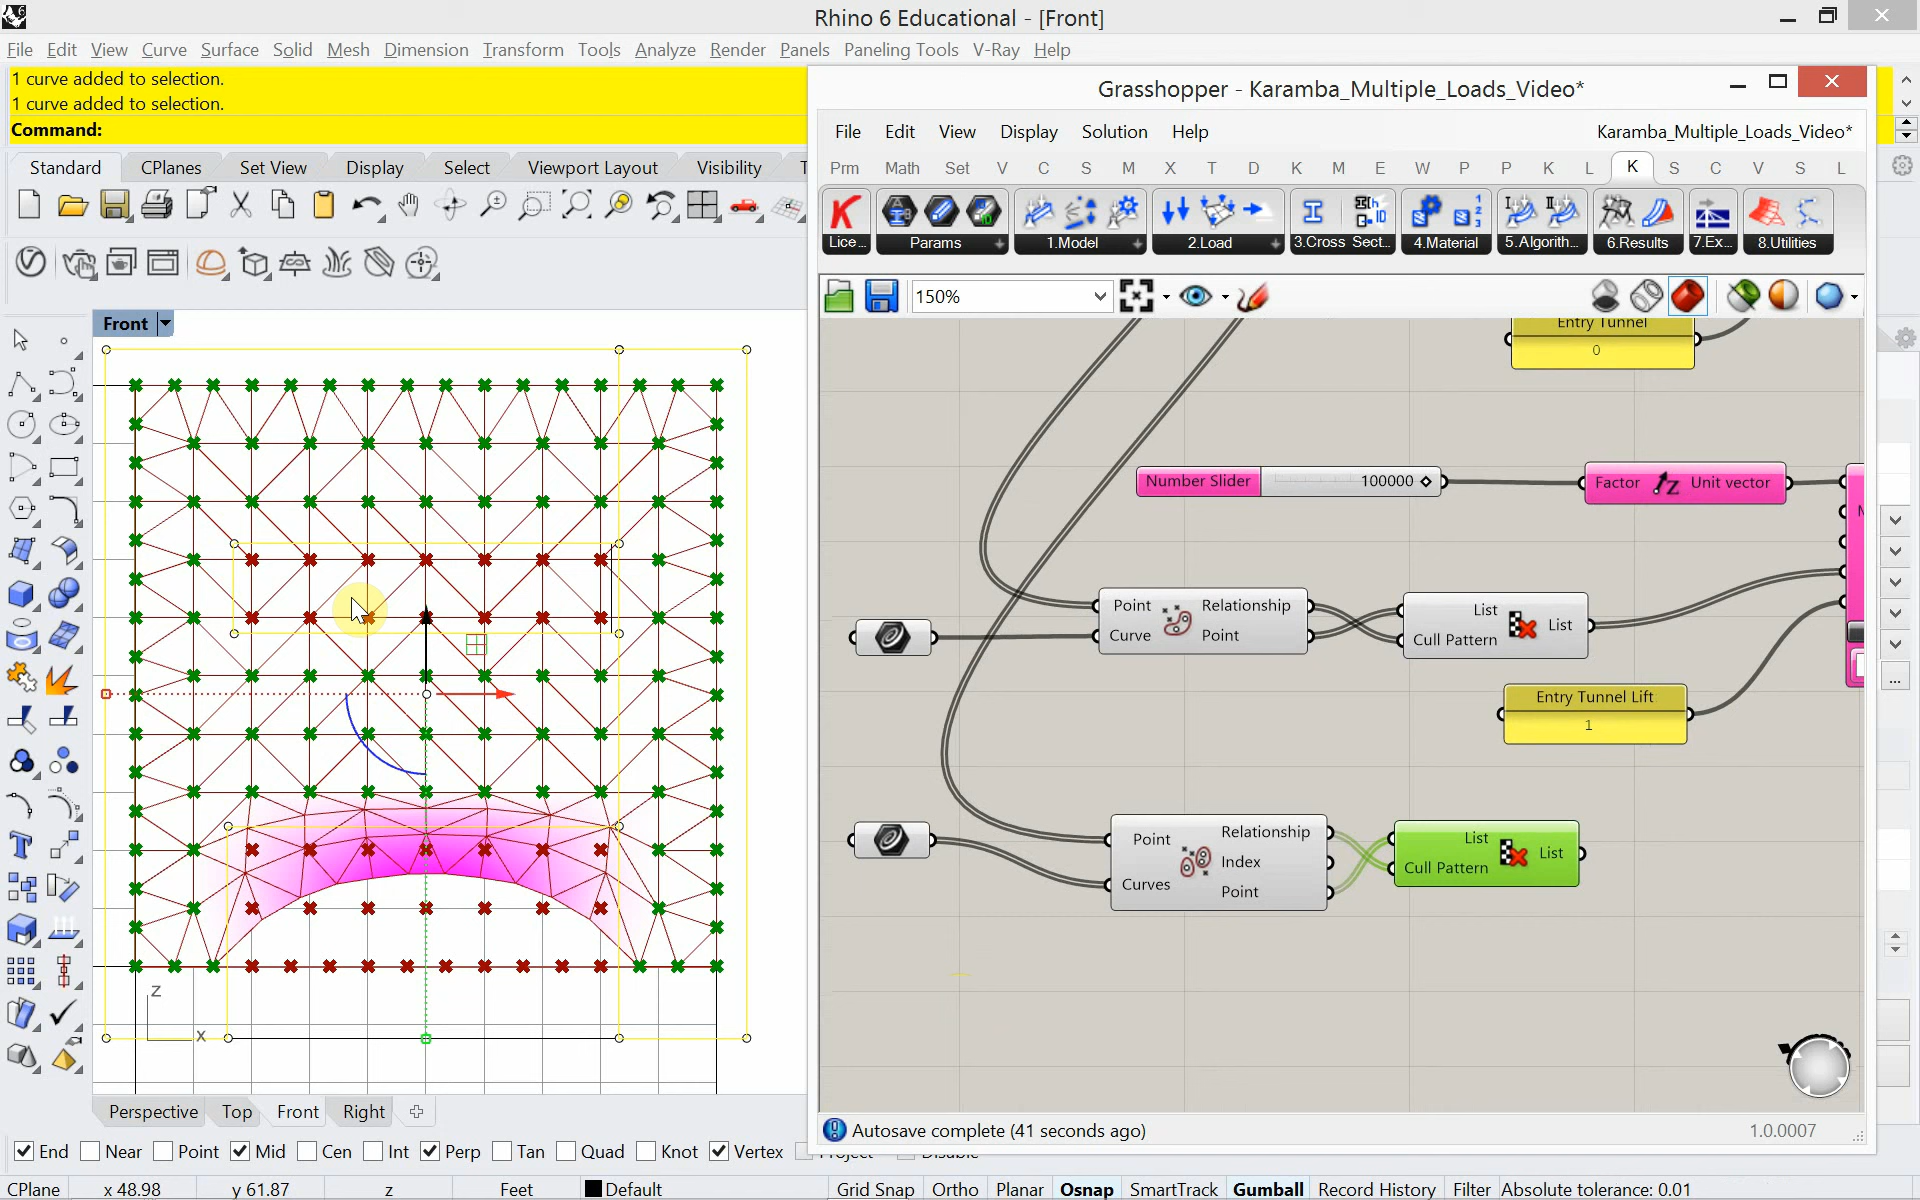 Rhino 6 Educational - [Front]
File Edit View Curve Surface Solid Mesh Dimension Transform Tools Analyze Render Panels Paneling Tools V-Ray Help
1 curve added to selection.
1 curve added to selection.
Command:
Standard CPlanes Set View Display Select Viewport Layout Visibility
Front
z
x
Perspective Top Front Right
End Near Point Mid Cen Int Perp Tan Quad Knot Vertex
CPlane x 48.98 y 61.87 z Feet Default Grid Snap Ortho Planar Osnap SmartTrack Gumball Record History Filter Absolute tolerance: 0.01
Grasshopper - Karamba_Multiple_Loads_Video*
File Edit View Display Solution Help Karamba_Multiple_Loads_Video*
Prm Math Set V C S M X T D K M E W P P K L K S C V S L
Lice... Params 1.Model 2.Load 3.Cross Sect... 4.Material 5.Algorith... 6.Results 7.Ex... 8.Utilities
150%
Entry Tunnel
0
Number Slider 100000
Factor Unit vector
Point Relationship
Curve Point
List
Cull Pattern
List
Entry Tunnel Lift
1
Point Relationship
Index
Curves Point
List
Cull Pattern
List
Autosave complete (41 seconds ago)
1.0.0007